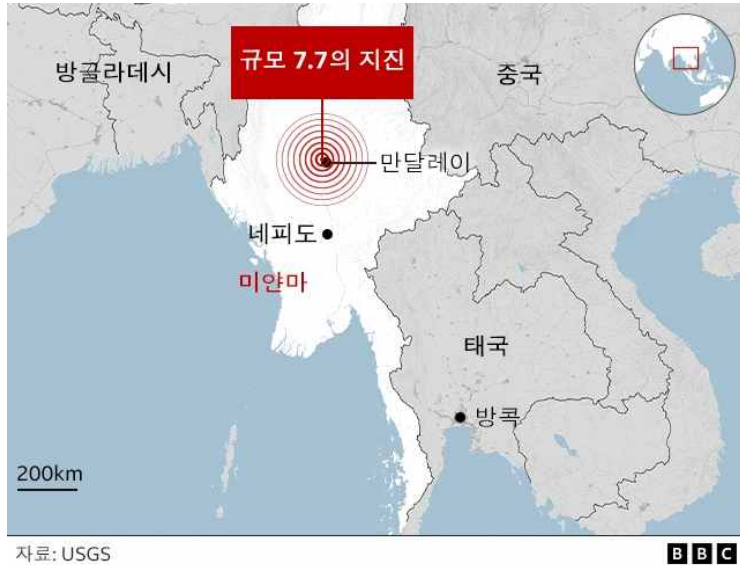 규모 7.7의 지진
방글라데시
중국
만달레이
네피도
미얀마
태국
방콕
200km
자료: USGS
BBC